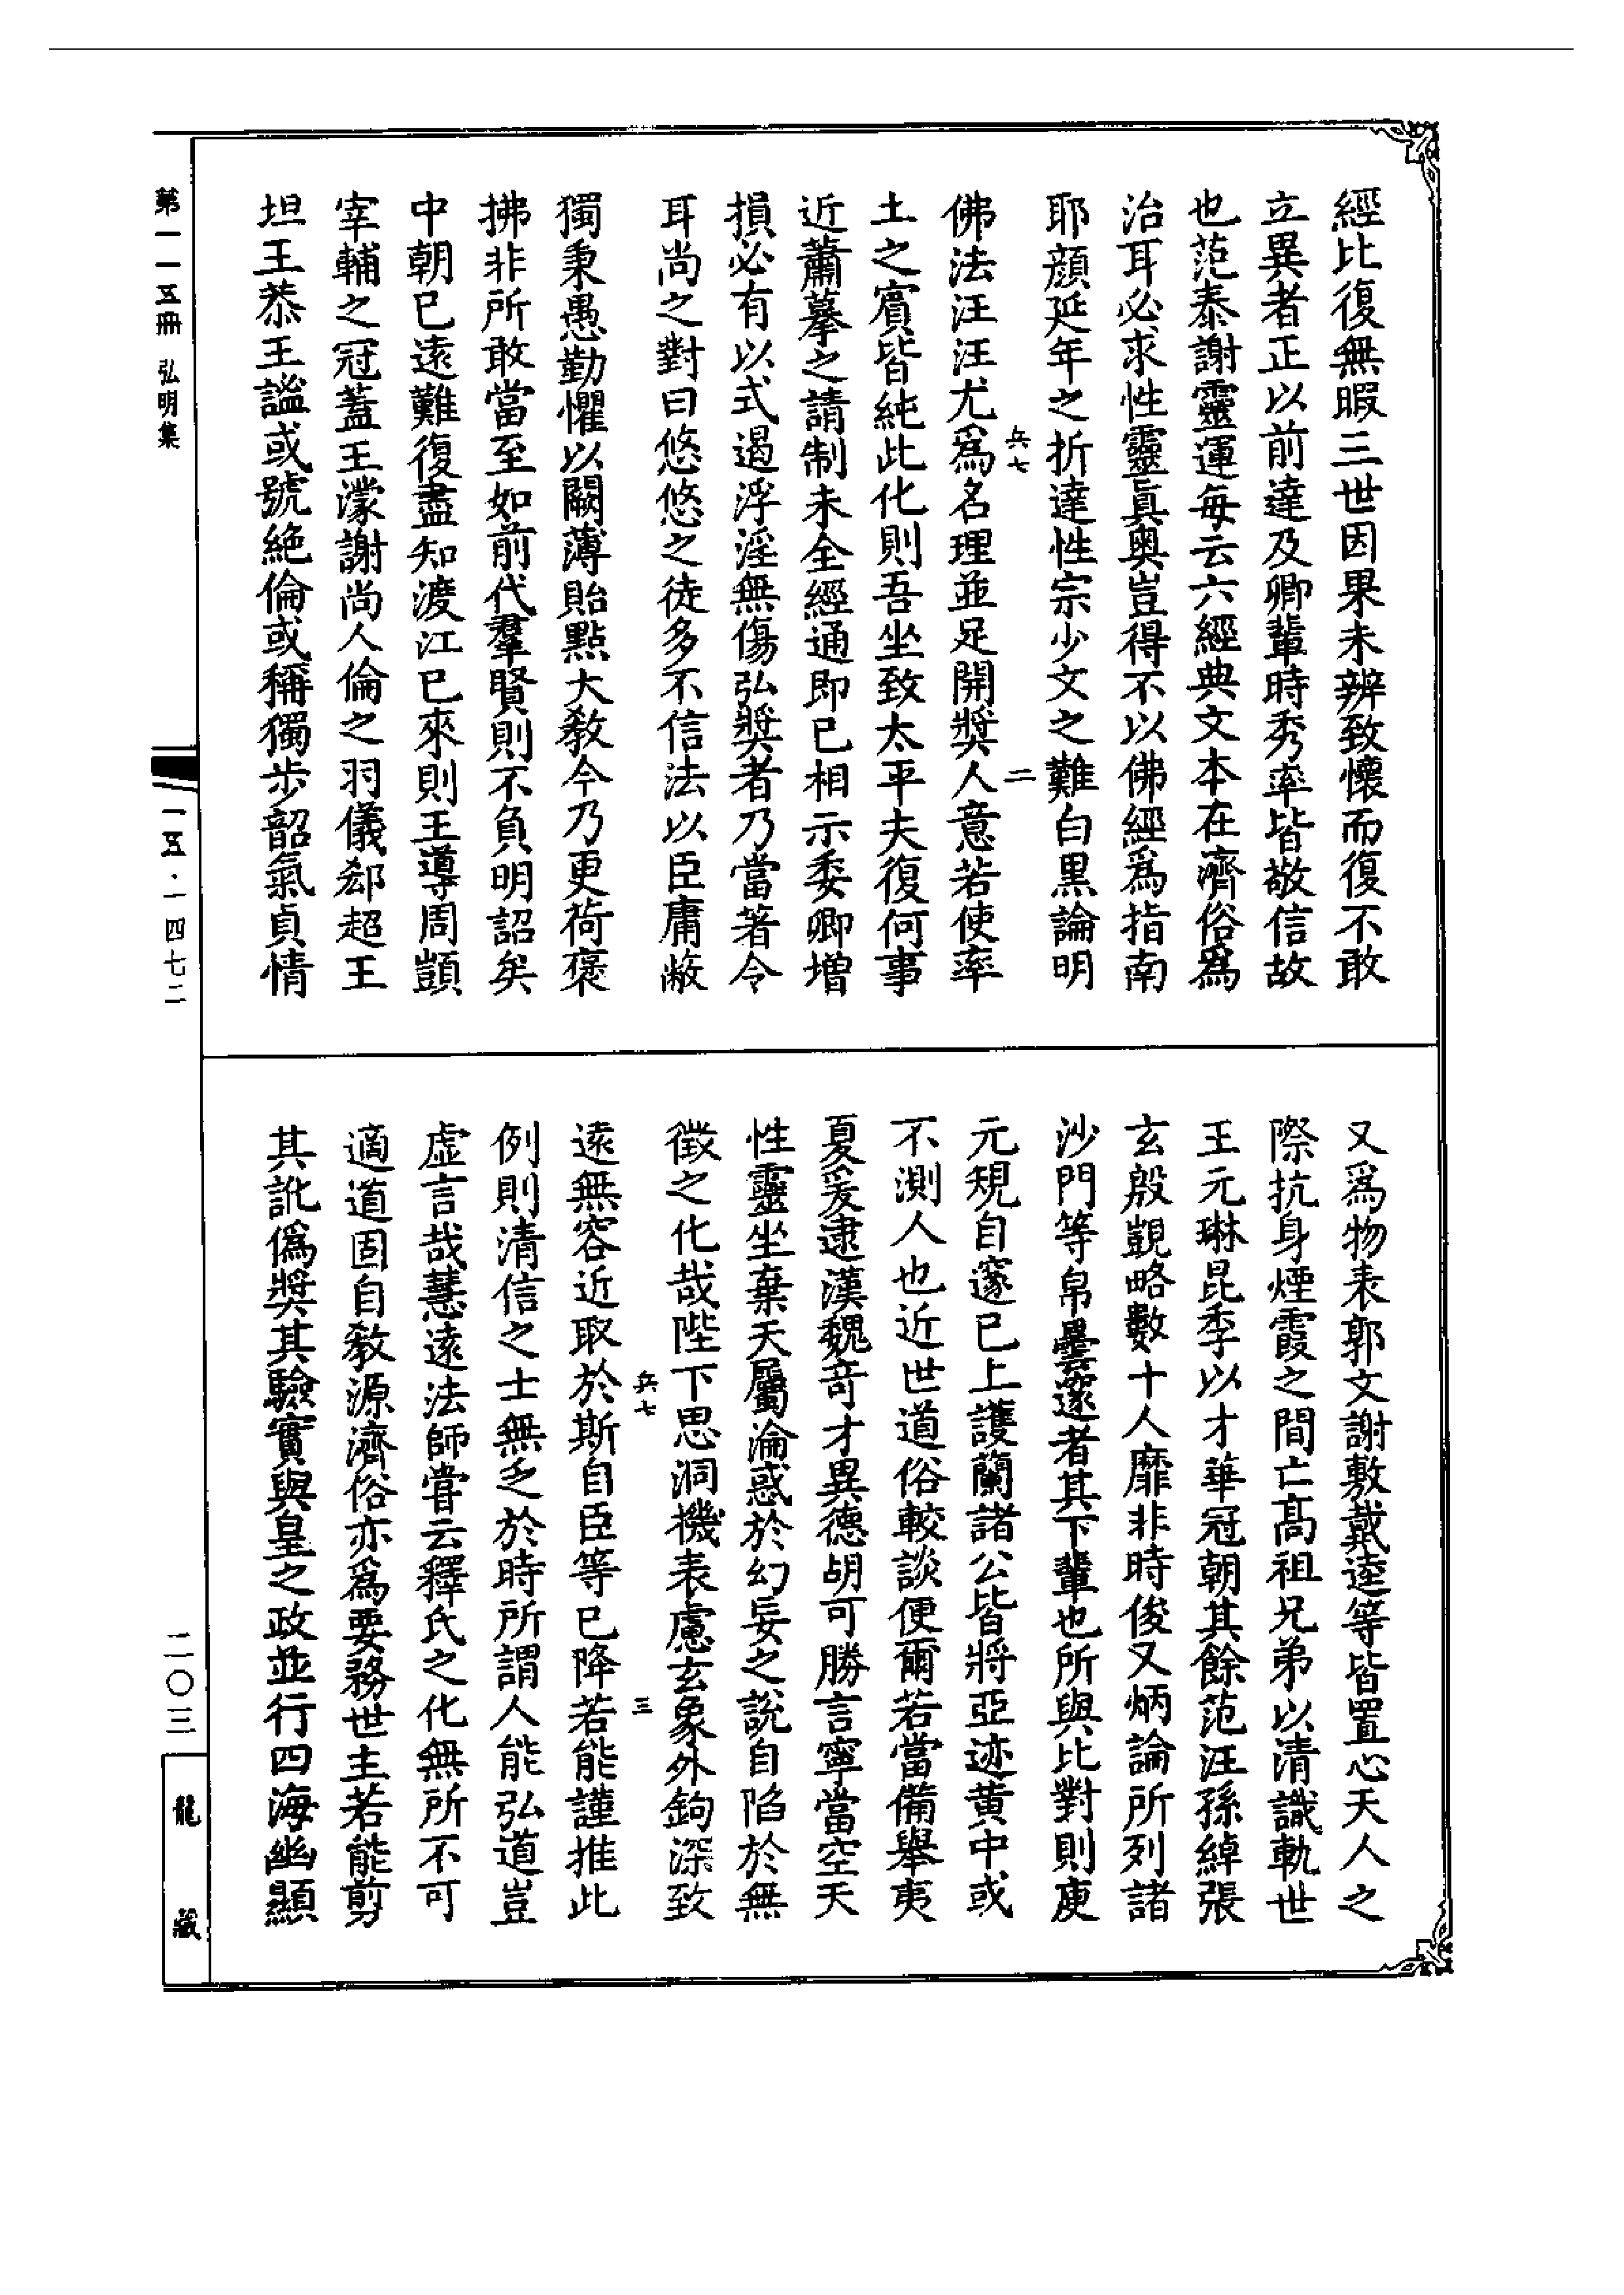 經比復無暇三世因果未辨致懷而復不敢
立異者正以前達及卿輩時秀率皆敬信故
也范泰謝靈運每云六經典文本在濟俗爲
治耳必求性靈真奧豈得不以佛經爲指南
耶顏延年之折達性宗少文之難白黑論明
兵七 二
佛法汪汪尤爲名理並足開獎人意若使率
土之賓皆純此化則吾坐致太平夫復何事
近蕭摹之請制未全經通即已相示委卿增
損必有以式遏浮淫無傷弘獎者乃當著令
耳尚之對曰悠悠之徒多不信法以臣庸蔽
獨秉愚勤懼以闕薄貽點大教今乃更荷褒
拂非所敢當至如前代羣賢則不負明詔矣
中朝已遠難復盡知渡江已來則王導周顗
宰輔之冠蓋王濛謝尚人倫之羽儀郄超王
坦王恭王謐或號絕倫或稱獨步韶氣貞情
又爲物表郭文謝敷戴逵等皆置心天人之
際抗身煙霞之間亡高祖兄弟以清識軌世
王元琳昆季以才華冠朝其餘范汪孫綽張
玄殷覬略數十人靡非時俊又炳論所列諸
沙門等帛曇邃者其下輩也所與比對則庾
元規自邃已上護蘭諸公皆將亞迹黄中或
不測人也近世道俗較談便爾若當備舉夷
夏爰逮漢魏奇才異德胡可勝言寧當空天
性靈坐棄天屬淪惑於幻妄之說自陷於無
徵之化哉陛下思洞機表慮玄象外鉤深致
兵七 三
遠無容近取於斯自臣等已降若能謹推此
例則清信之士無乏於時所謂人能弘道豈
虛言哉慧遠法師嘗云釋氏之化無所不可
適道固自教源濟俗亦爲要務世主若能剪
其訛僞獎其驗實與皇之政並行四海幽顯
第一一五冊 弘明集
一五·一四七二
二〇三
龍藏